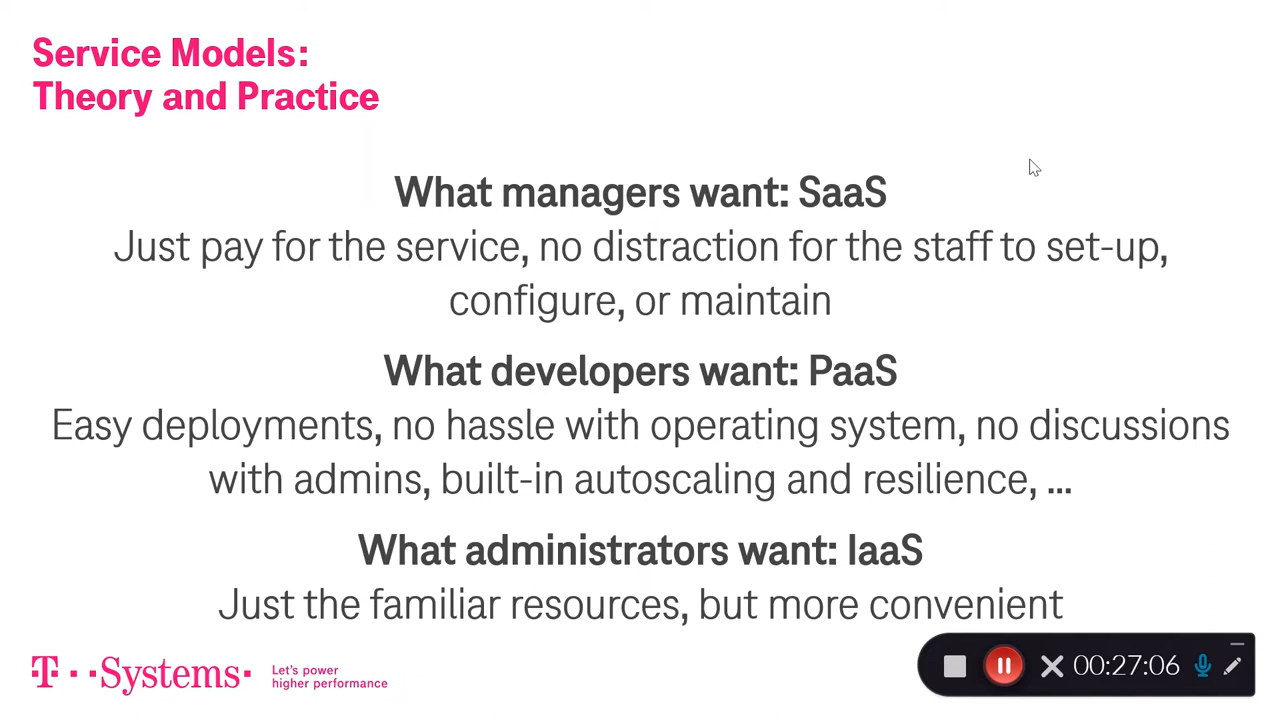 Service Models:
Theory and Practice
What managers want: SaaS
Just pay for the service, no distraction for the staff to set-up,
configure, or maintain
What developers want: PaaS
Easy deployments, no hassle with operating system, no discussions
with admins, built-in autoscaling and resilience, ...
What administrators want: IaaS
Just the familiar resources, but more convenient
T··Systems·
Let's power
higher performance
00:27:06